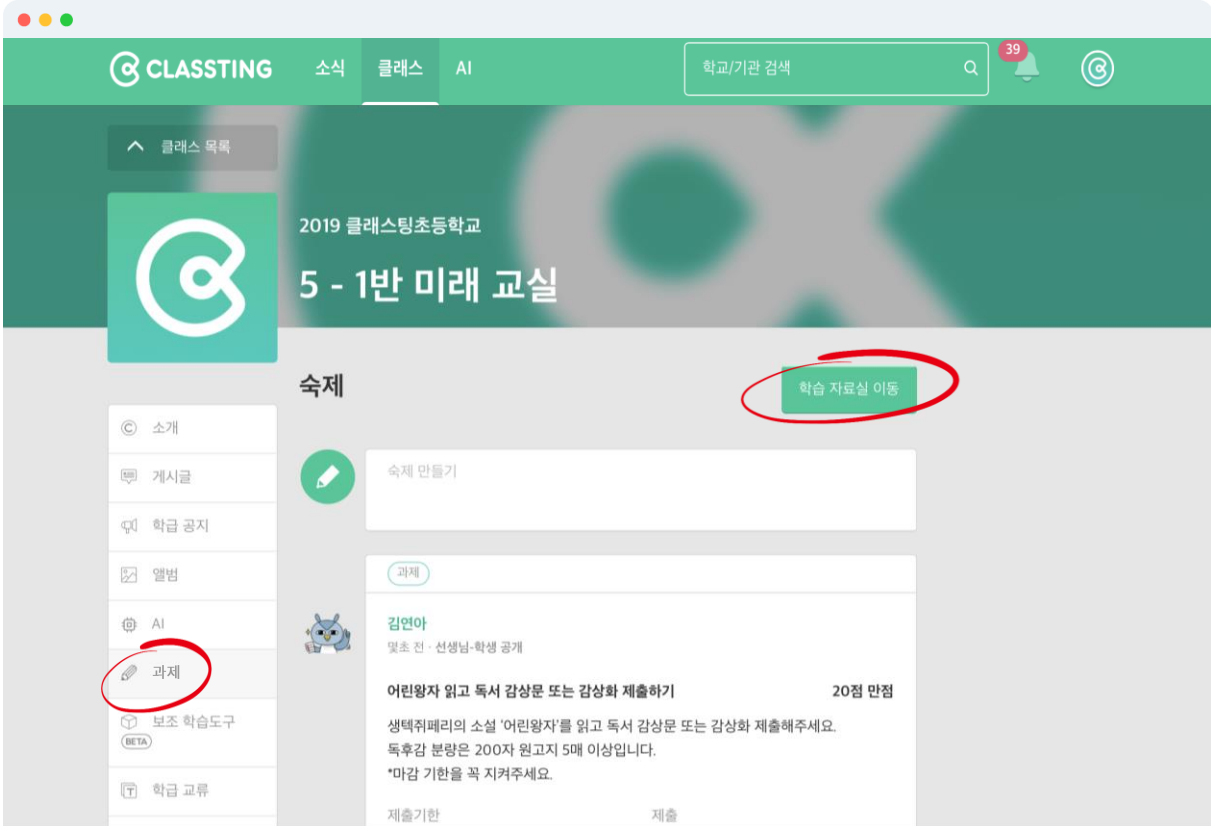 CLASSTING
소식
클래스
AI
학교/기관 검색
39
클래스 목록
2019 클래스팅초등학교
5 - 1반 미래 교실
숙제
학습 자료실 이동
소개
게시글
학급 공지
앨범
AI
과제
보조 학습도구
BETA
학급 교류
숙제 만들기
과제
김연아
몇초 전 · 선생님-학생 공개
어린왕자 읽고 독서 감상문 또는 감상화 제출하기
20점 만점
생텍쥐페리의 소설 '어린왕자'를 읽고 독서 감상문 또는 감상화 제출해주세요.
독후감 분량은 200자 원고지 5매 이상입니다.
*마감 기한을 꼭 지켜주세요.
제출기한
제출